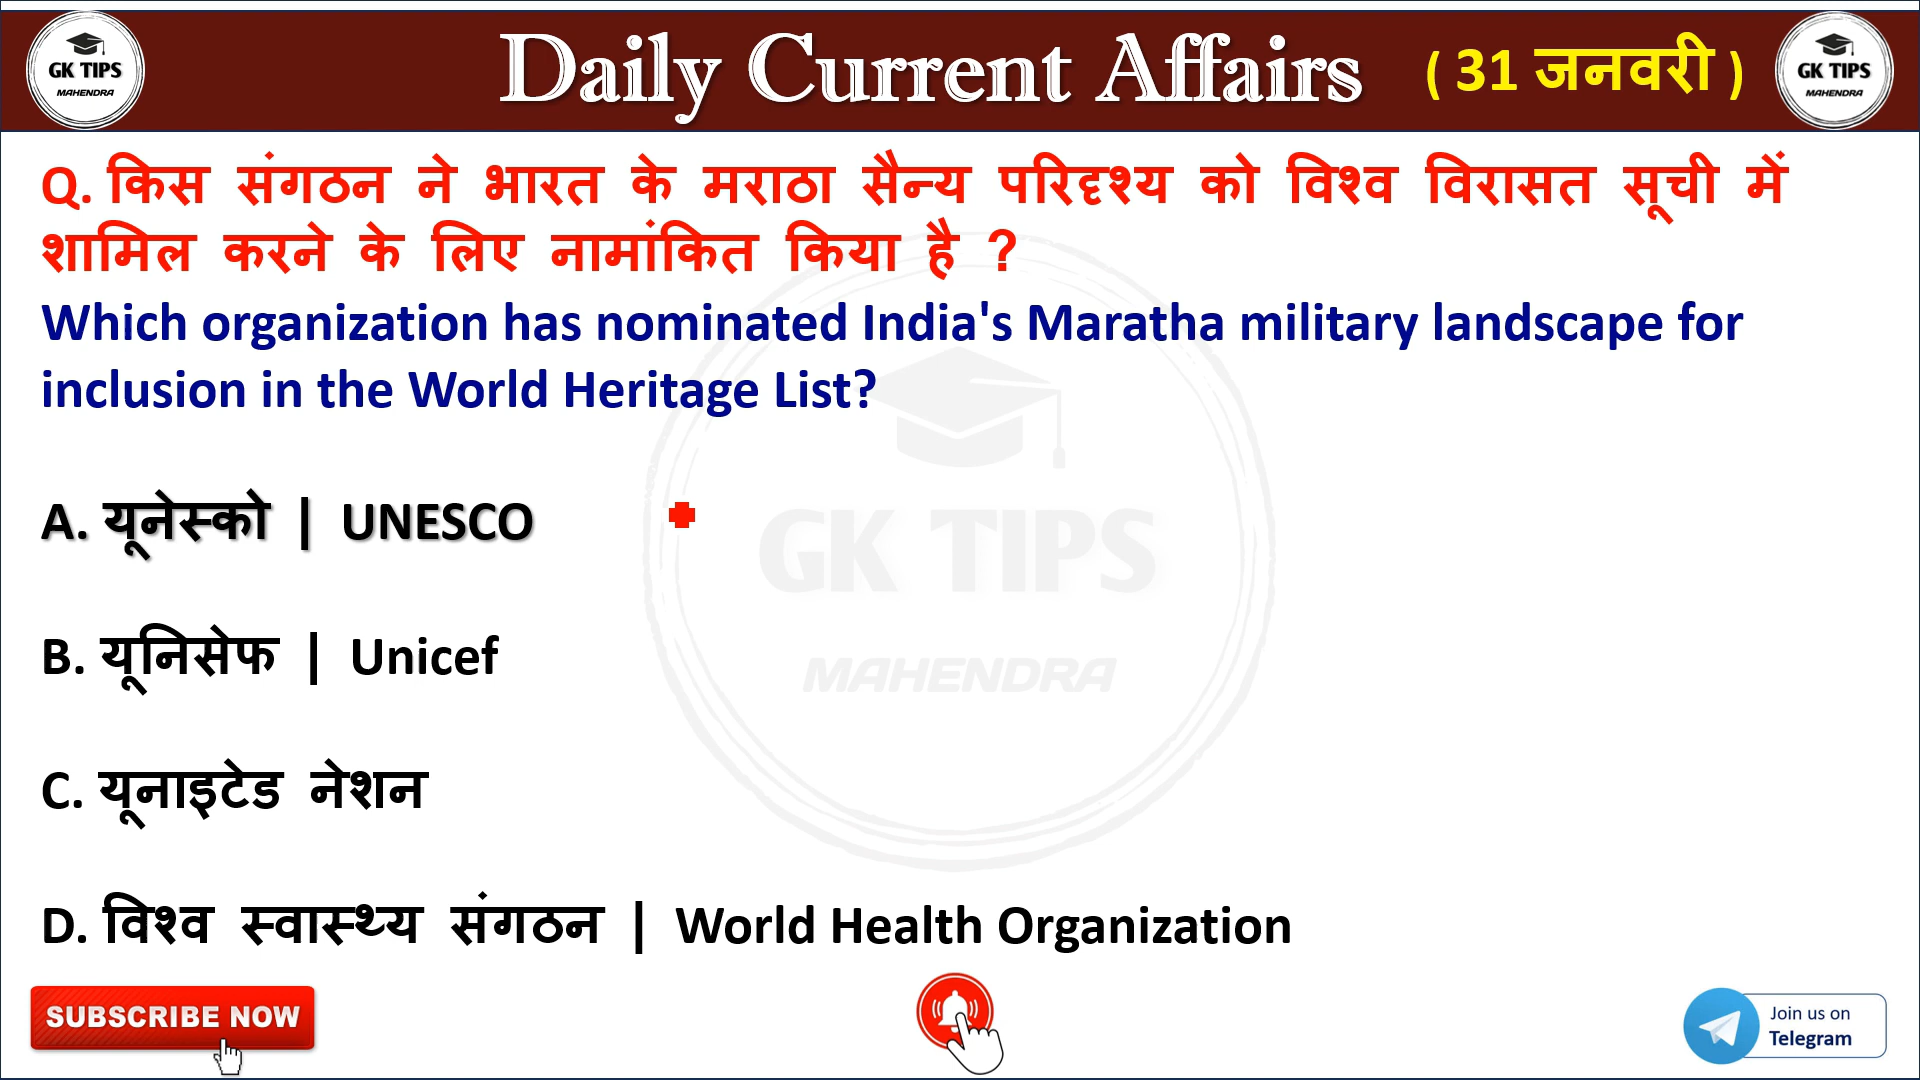 GK TIPS
MAHENDRA
Daily Current Affairs
( 31 जनवरी )
GK TIPS
MAHENDRA
Q. किस संगठन ने भारत के मराठा सैन्य परिदृश्य को विश्व विरासत सूची में
शामिल करने के लिए नामांकित किया है ?
Which organization has nominated India's Maratha military landscape for
inclusion in the World Heritage List?
A. यूनेस्को | UNESCO
GK TIPS
MAHENDRA
B. यूनिसेफ | Unicef
C. यूनाइटेड नेशन
D. विश्व स्वास्थ्य संगठन | World Health Organization
SUBSCRIBE NOW
Join us on
Telegram